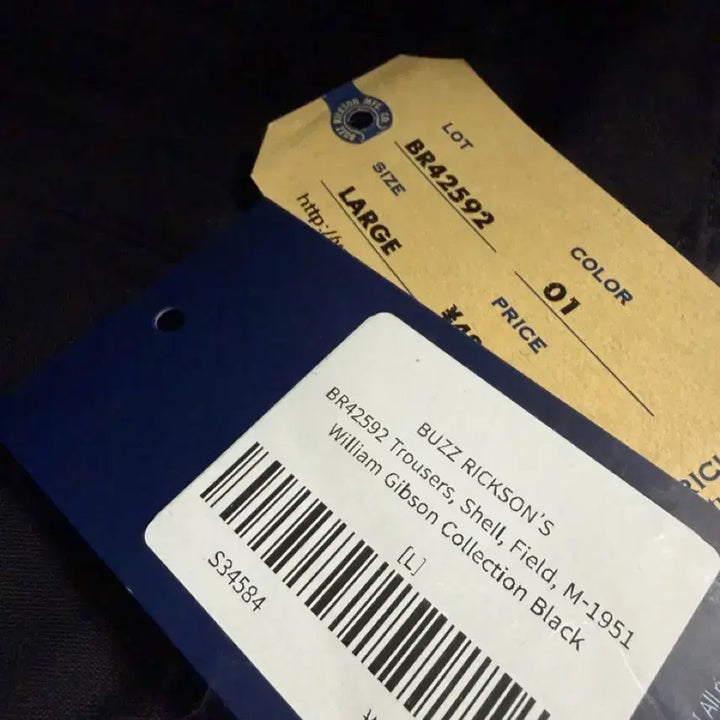 BUZZ RICKSON MFG. CO.
LOT
BR42592
SIZE
LARGE
COLOR
01
PRICE
http://
BUZZ RICKSON'S
BR42592 Trousers, Shell, Field, M-1951
William Gibson Collection Black
[L]
S34584